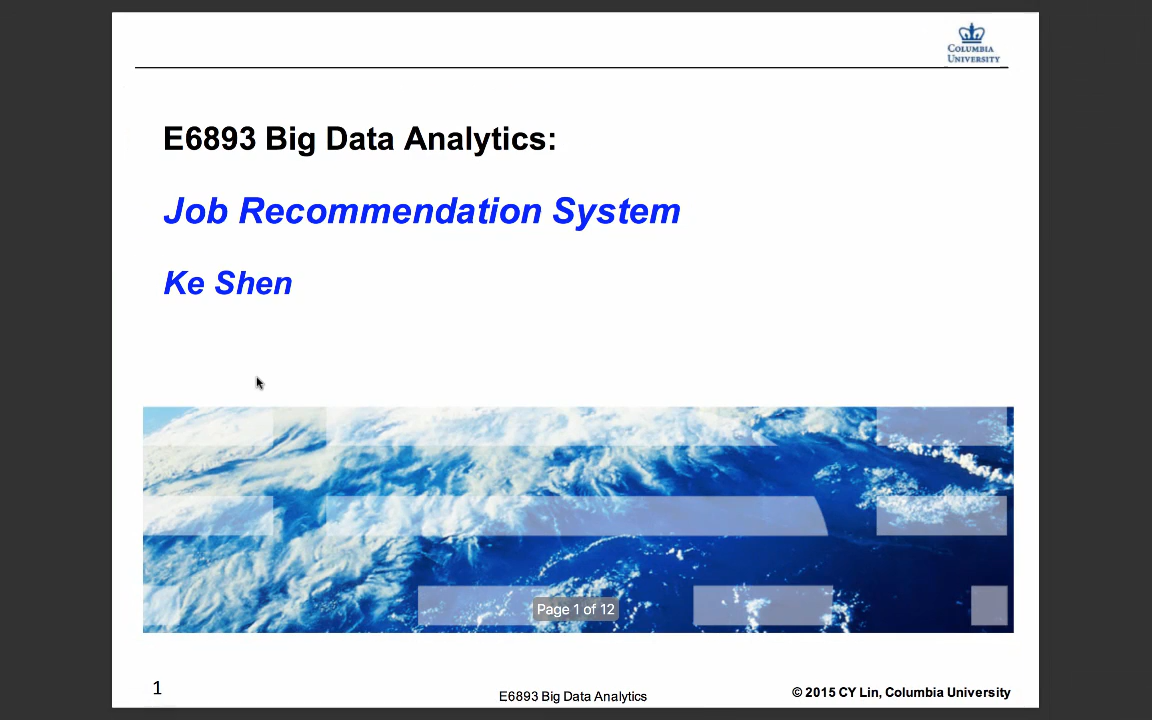 COLUMBIA
UNIVERSITY
E6893 Big Data Analytics:
Job Recommendation System
Ke Shen
Page 1 of 12
1
E6893 Big Data Analytics
© 2015 CY Lin, Columbia University